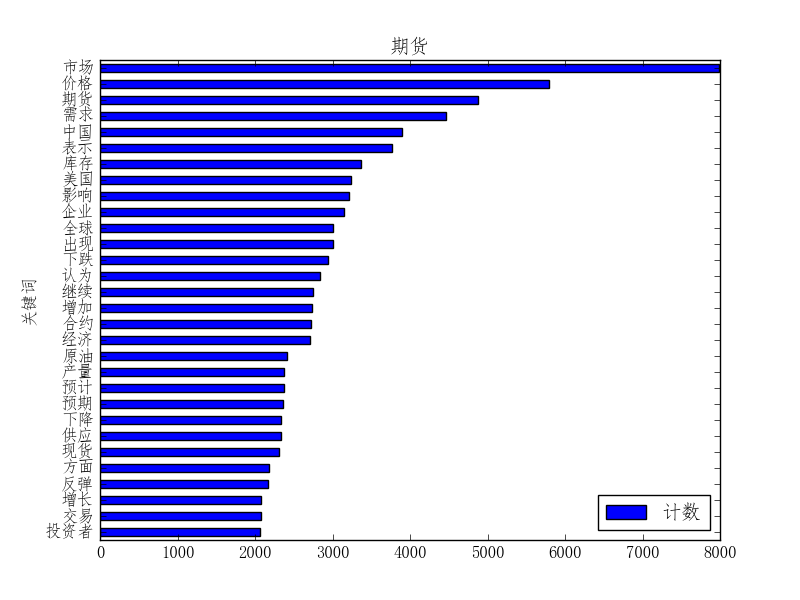 期货
市场
价格
期货
需求
中国
表示
库存
美国
影响
企业
全球
出现
下跌
认为
继续
增加
合约
经济
原油
产量
预计
预期
下降
供应
现货
方面
反弹
增长
交易
投资者
关键词
计数
0 1000 2000 3000 4000 5000 6000 7000 8000